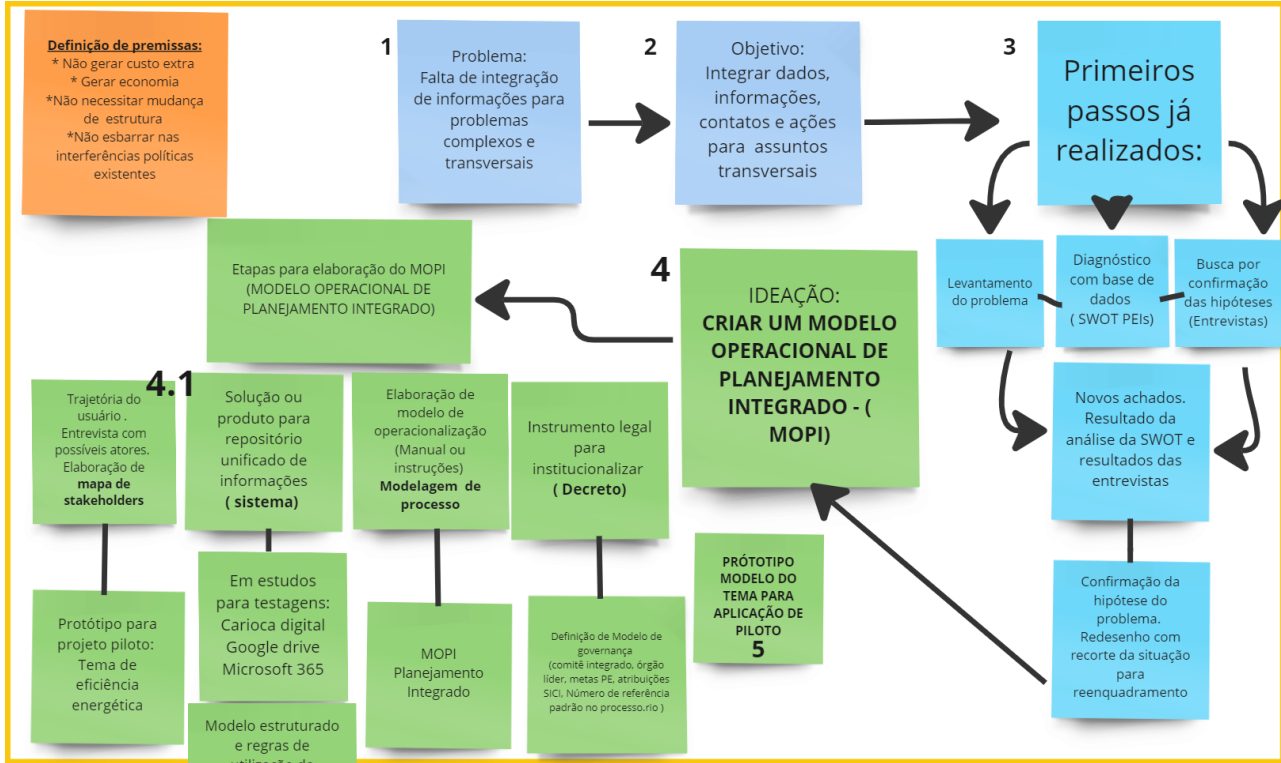 Definição de premissas:
* Não gerar custo extra
* Gerar economia
*Não necessitar mudança
de estrutura
*Não esbarrar nas
interferências políticas
existentes
1
Problema:
Falta de integração
de informações para
problemas
complexos e
transversais
2
Objetivo:
Integrar dados,
informações,
contatos e ações
para assuntos
transversais
3
Primeiros
passos já
realizados:
Levantamento
do problema
Diagnóstico
com base de
dados
( SWOT PEIs)
Busca por
confirmação
das hipóteses
(Entrevistas)
Novos achados.
Resultado da
análise da SWOT e
resultados das
entrevistas
Confirmação da
hipótese do
problema.
Redesenho com
recorte da situação
para
reenquadramento
4
IDEAÇÃO:
CRIAR UM MODELO
OPERACIONAL DE
PLANEJAMENTO
INTEGRADO - (
MOPI)
Etapas para elaboração do MOPI
(MODELO OPERACIONAL DE
PLANEJAMENTO INTEGRADO)
4.1
Trajetória do
usuário .
Entrevista com
possíveis atores.
Elaboração de
mapa de
stakeholders
Solução ou
produto para
repositório
unificado de
informações
( sistema)
Elaboração de
modelo de
operacionalização
(Manual ou
instruções)
Modelagem de
processo
Instrumento legal
para
institucionalizar
( Decreto)
Protótipo para
projeto piloto:
Tema de
eficiência
energética
Em estudos
para testagens:
Carioca digital
Google drive
Microsoft 365
Modelo estruturado
e regras de
MOPI
Planejamento
Integrado
Definição de Modelo de
governança
(comitê integrado, órgão
líder, metas PE, atribuições
SICI, Número de referência
padrão no processo.rio )
PRÓTOTIPO
MODELO DO
TEMA PARA
APLICAÇÃO DE
PILOTO
5